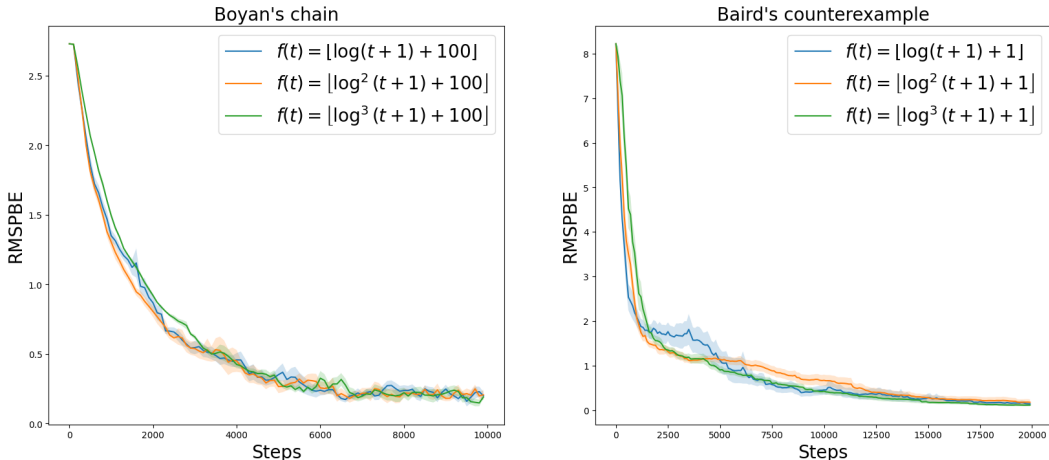 Boyan's chain
f(t) = ⌊log(t + 1) + 100⌋
f(t) = ⌊log² (t + 1) + 100⌋
f(t) = ⌊log³ (t + 1) + 100⌋
RMSPBE
2.5
2.0
1.5
1.0
0.5
0.0
0 2000 4000 6000 8000 10000
Steps
Baird's counterexample
f(t) = ⌊log(t + 1) + 1⌋
f(t) = ⌊log² (t + 1) + 1⌋
f(t) = ⌊log³ (t + 1) + 1⌋
RMSPBE
8
7
6
5
4
3
2
1
0
0 2500 5000 7500 10000 12500 15000 17500 20000
Steps